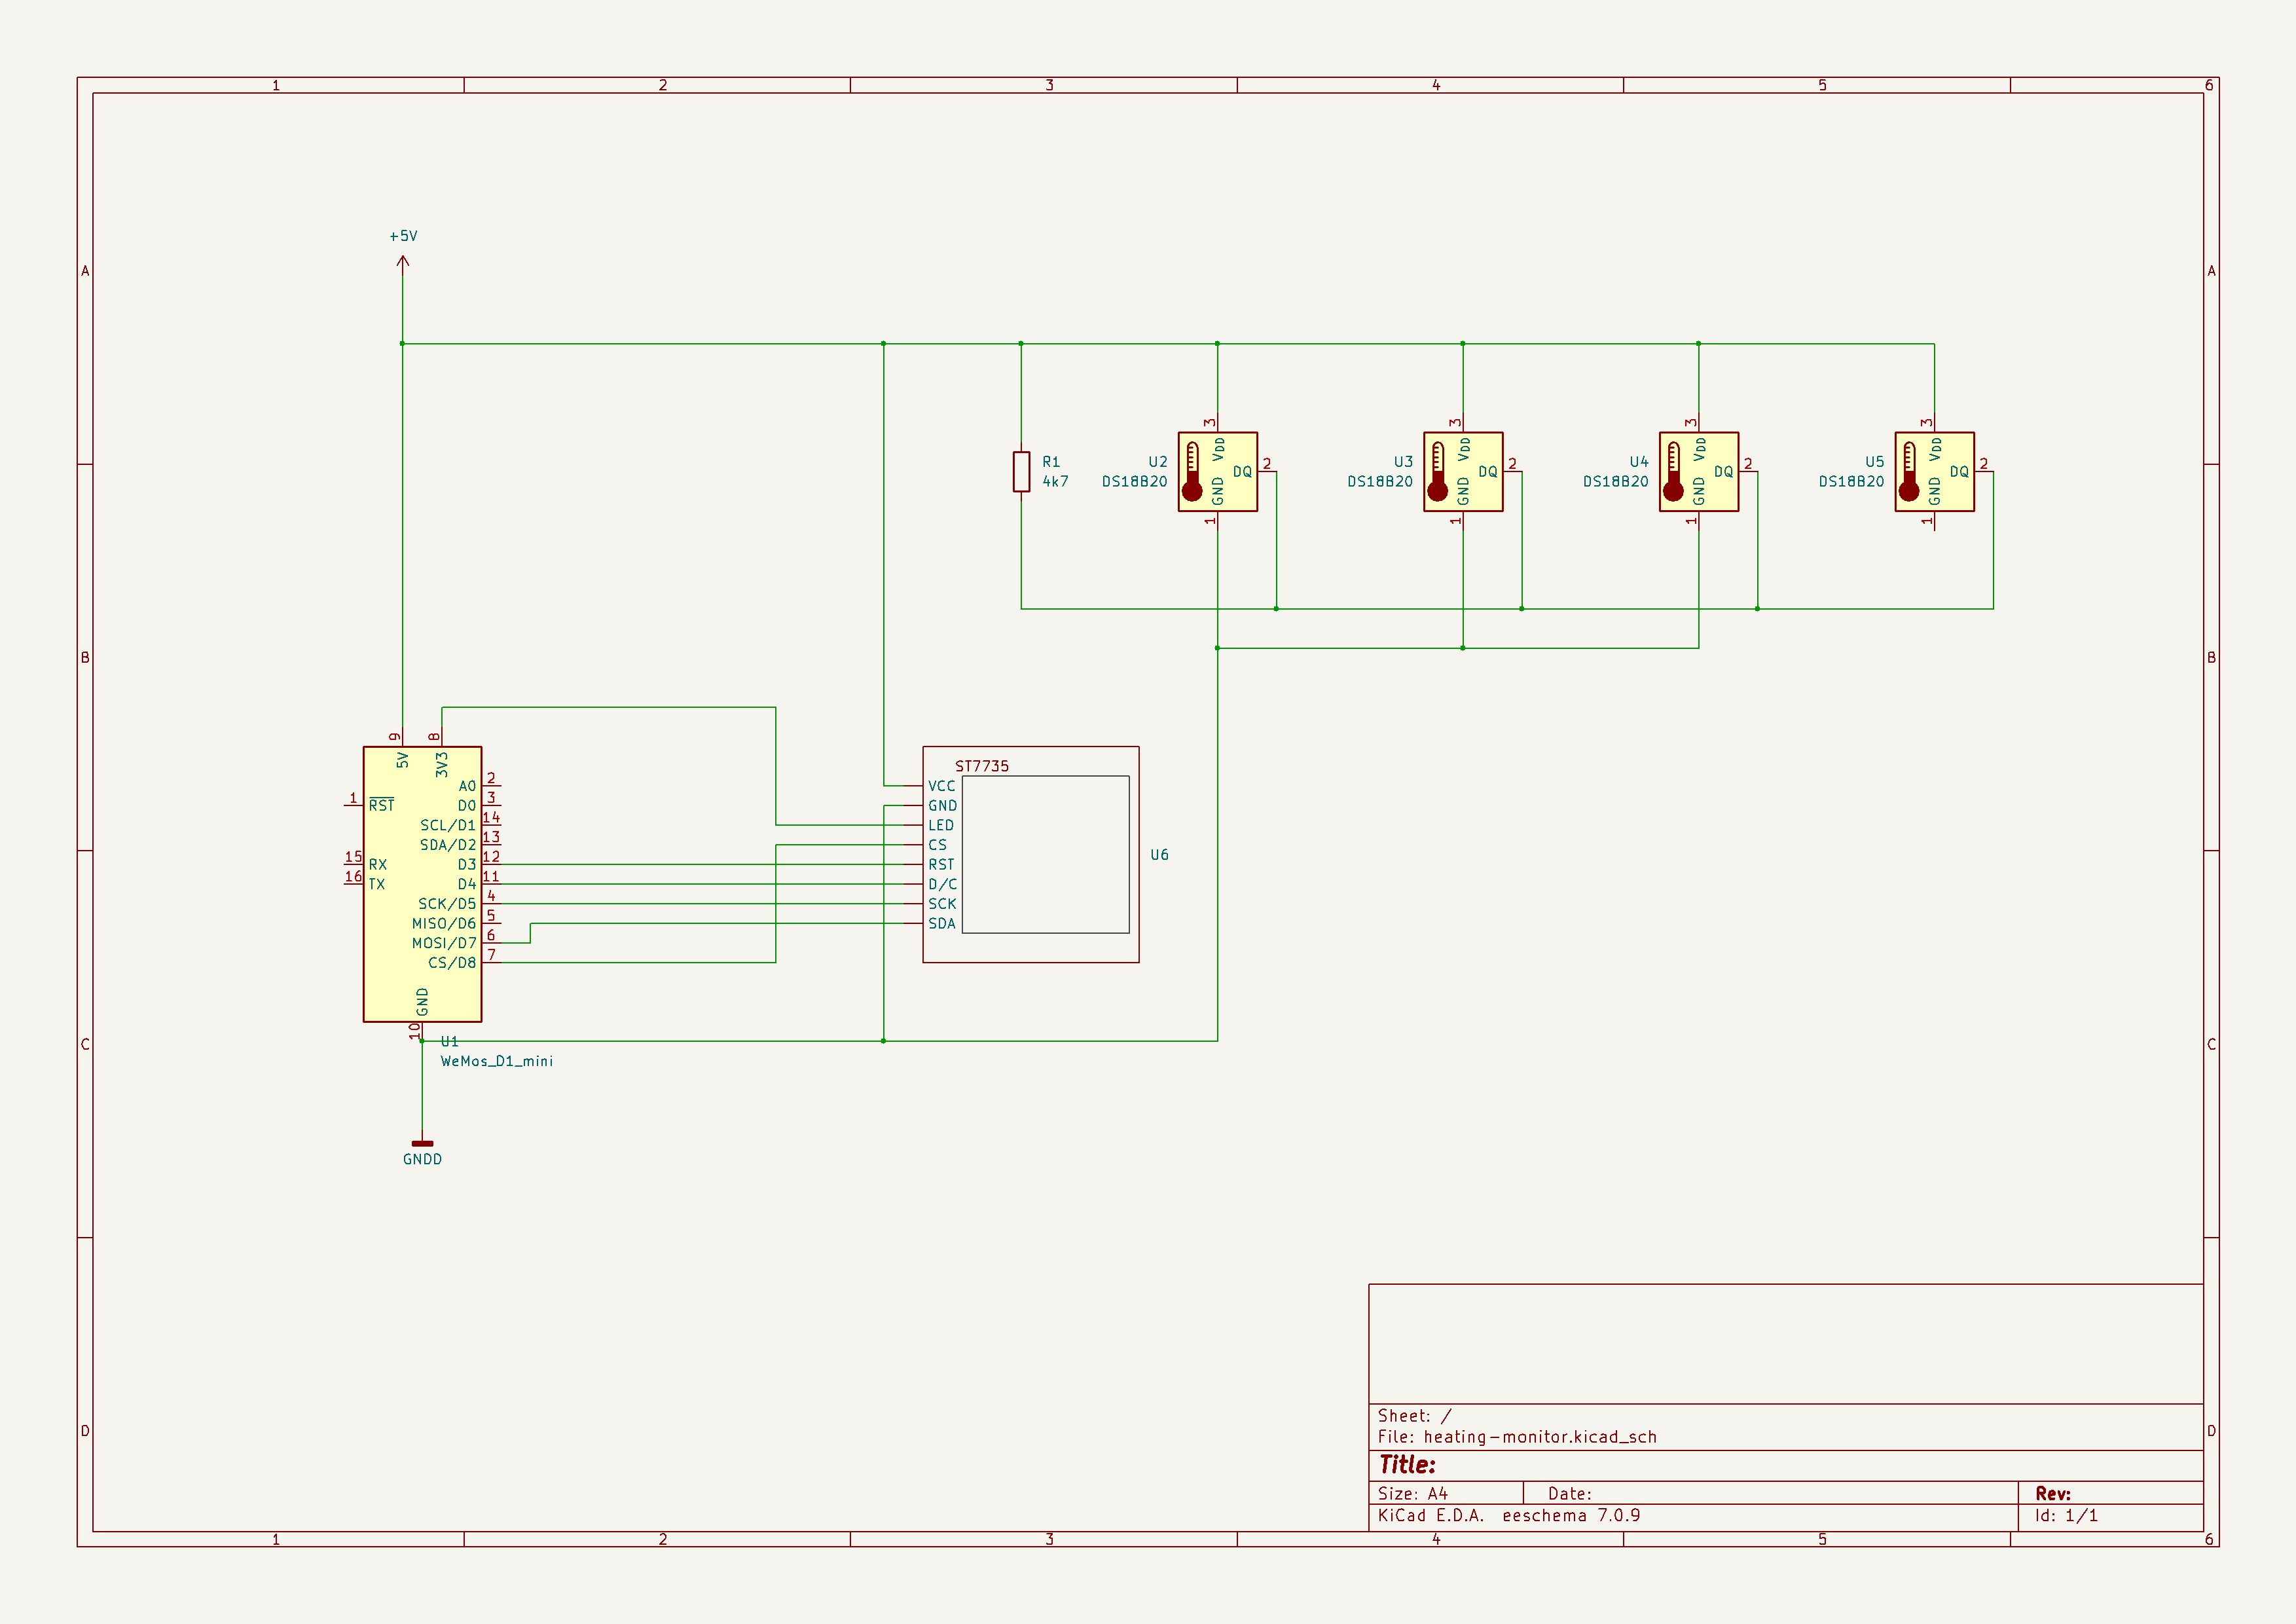 1 2 3 4 5 6
A A
+5V
3 3 3 3
R1
4k7
U2
DS18B20
VDD
DQ
GND
2
1
U3
DS18B20
VDD
DQ
GND
2
1
U4
DS18B20
VDD
DQ
GND
2
1
U5
DS18B20
VDD
DQ
GND
2
1
B B
9 8
5V 3V3
A0 2
1 RST D0 3
SCL/D1 14
SDA/D2 13
15 RX D3 12
16 TX D4 11
SCK/D5 4
MISO/D6 5
MOSI/D7 6
CS/D8 7
GND
10
U1
WeMos_D1_mini
ST7735
VCC
GND
LED
CS
RST
D/C
SCK
SDA
U6
C C
GNDD
Sheet: /
File: heating-monitor.kicad_sch
Title:
Size: A4 Date: Rev:
KiCad E.D.A. eeschema 7.0.9 Id: 1/1
D D
1 2 3 4 5 6